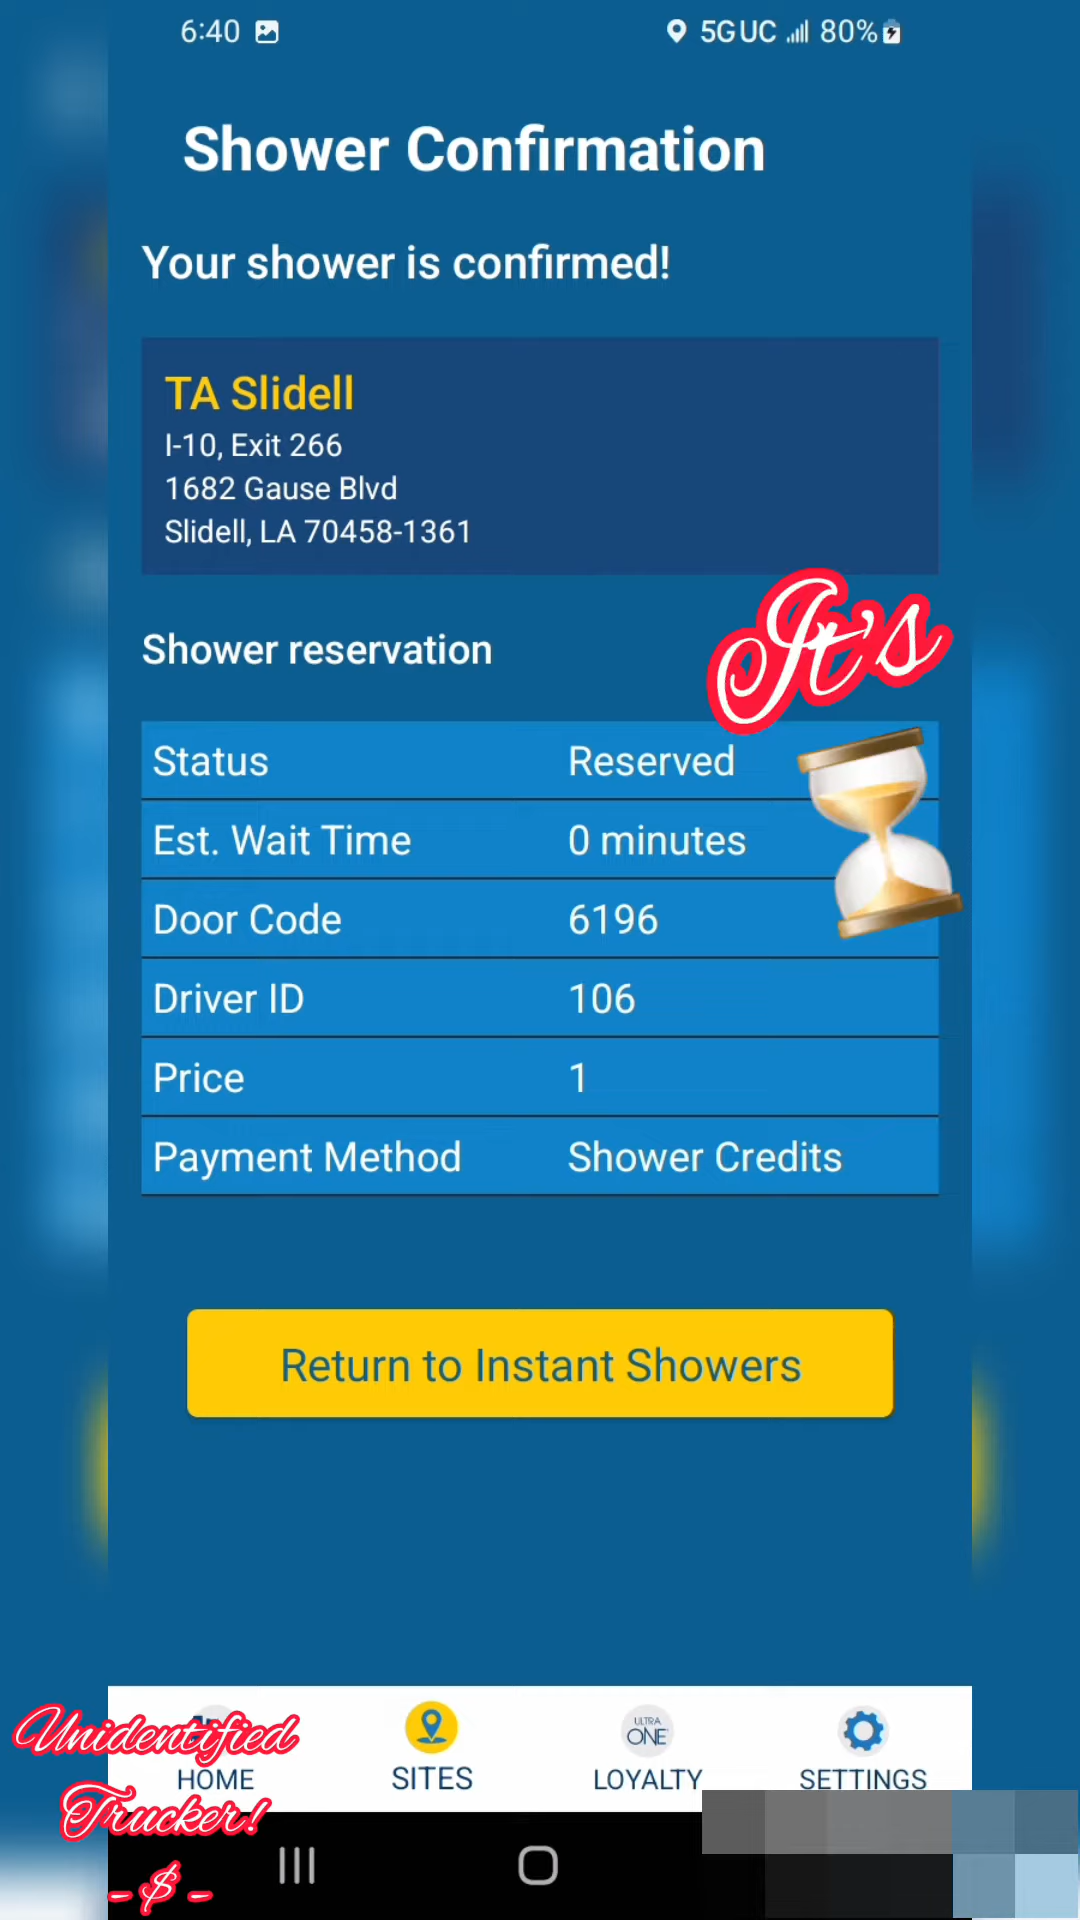 6:40 5G UC 80%
Shower Confirmation
Your shower is confirmed!
TA Slidell
I-10, Exit 266
1682 Gause Blvd
Slidell, LA 70458-1361
It's
Shower reservation
Status Reserved
Est. Wait Time 0 minutes
Door Code 6196
Driver ID 106
Price 1
Payment Method Shower Credits
Return to Instant Showers
ULTRA
ONE
HOME SITES LOYALTY SETTINGS
Unidentified
Trucker!
- $ -